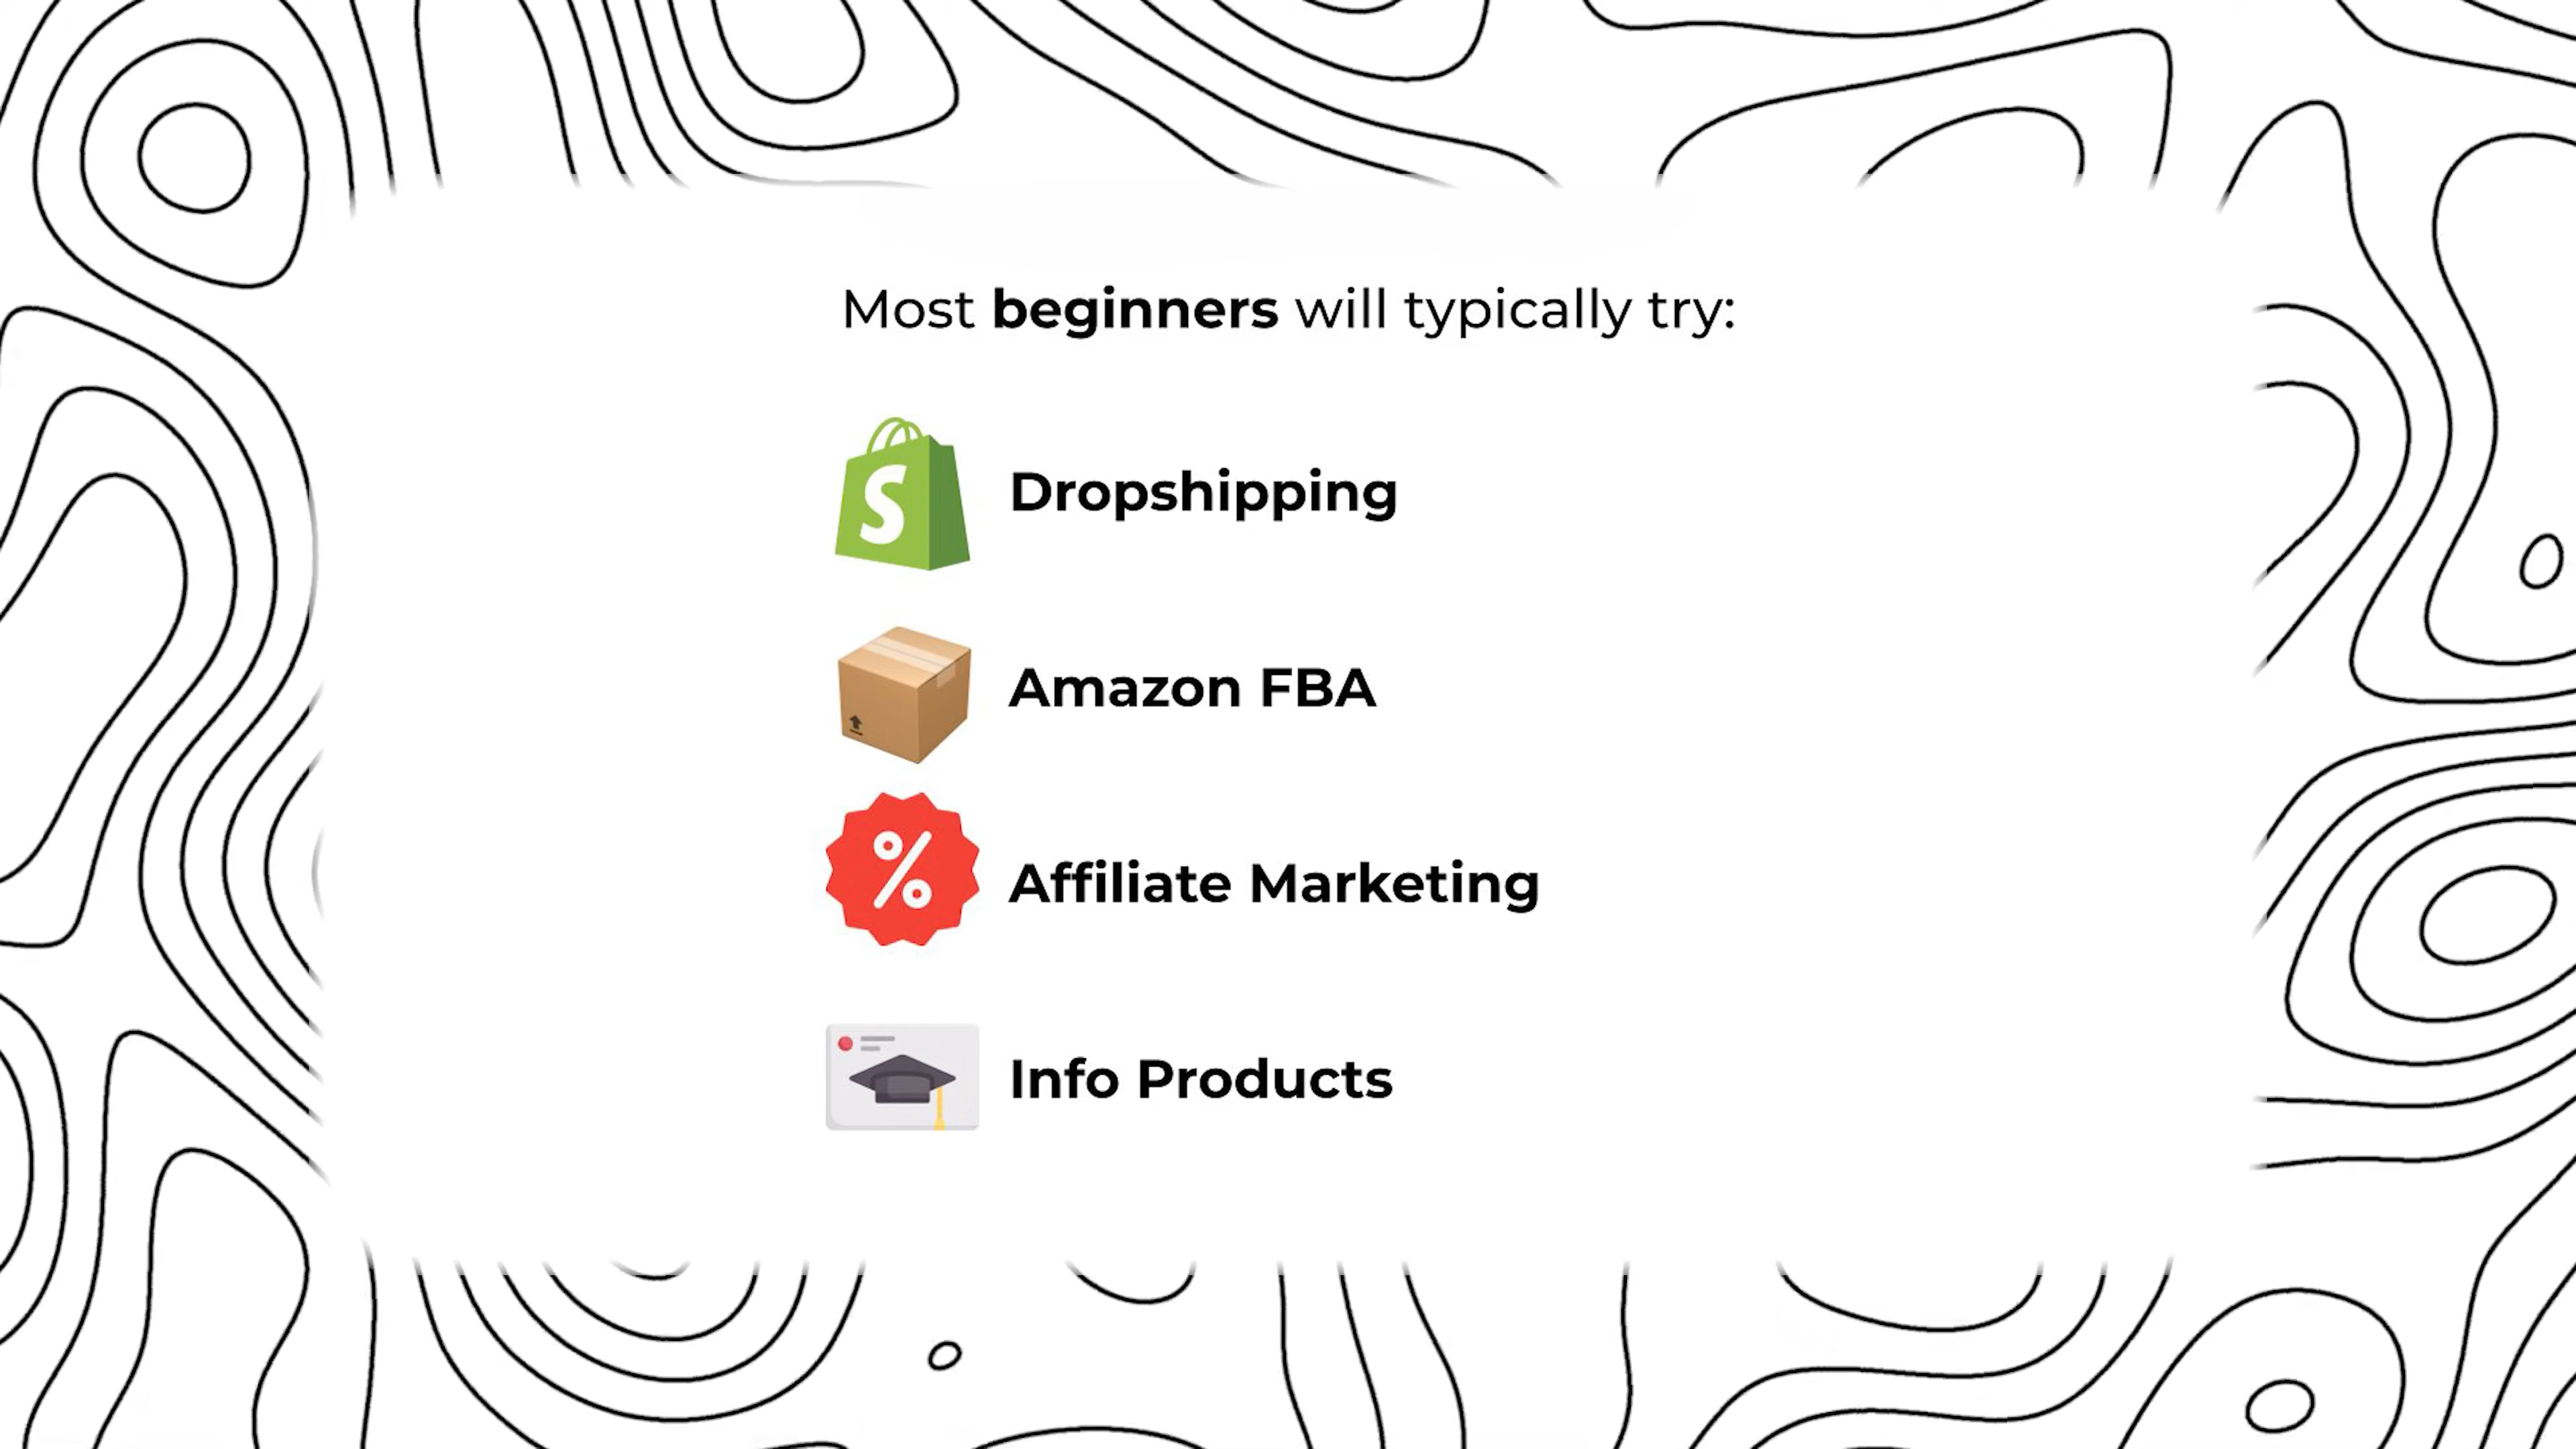 Most beginners will typically try:
S
Dropshipping
Amazon FBA
%
Affiliate Marketing
Info Products